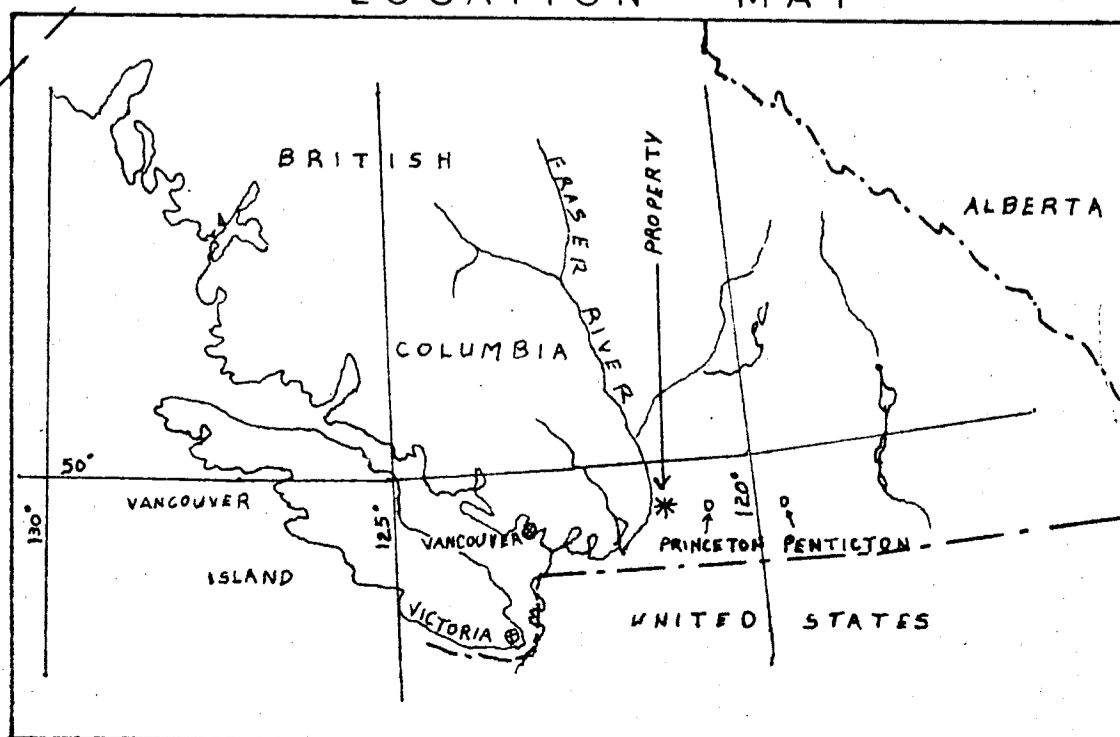 LOCATION MAP
BRITISH
FRASER RIVER
PROPERTY
ALBERTA
COLUMBIA
50°
VANCOUVER
ISLAND
130°
125°
120°
VANCOUVER
VICTORIA
PRINCETON
PENTICTON
UNITED STATES